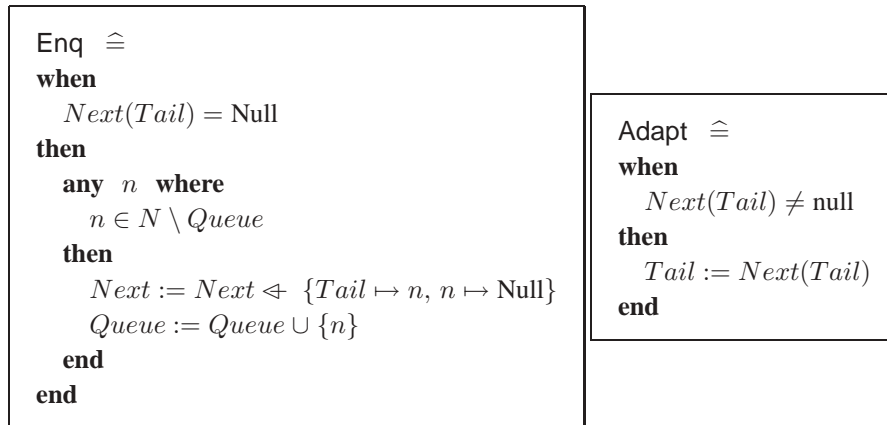 Enq ≙
when
Next(Tail) = Null
then
any n where
n ∈ N \ Queue
then
Next := Next ⩤ {Tail ↦ n, n ↦ Null}
Queue := Queue ∪ {n}
end
end
Adapt ≙
when
Next(Tail) ≠ null
then
Tail := Next(Tail)
end